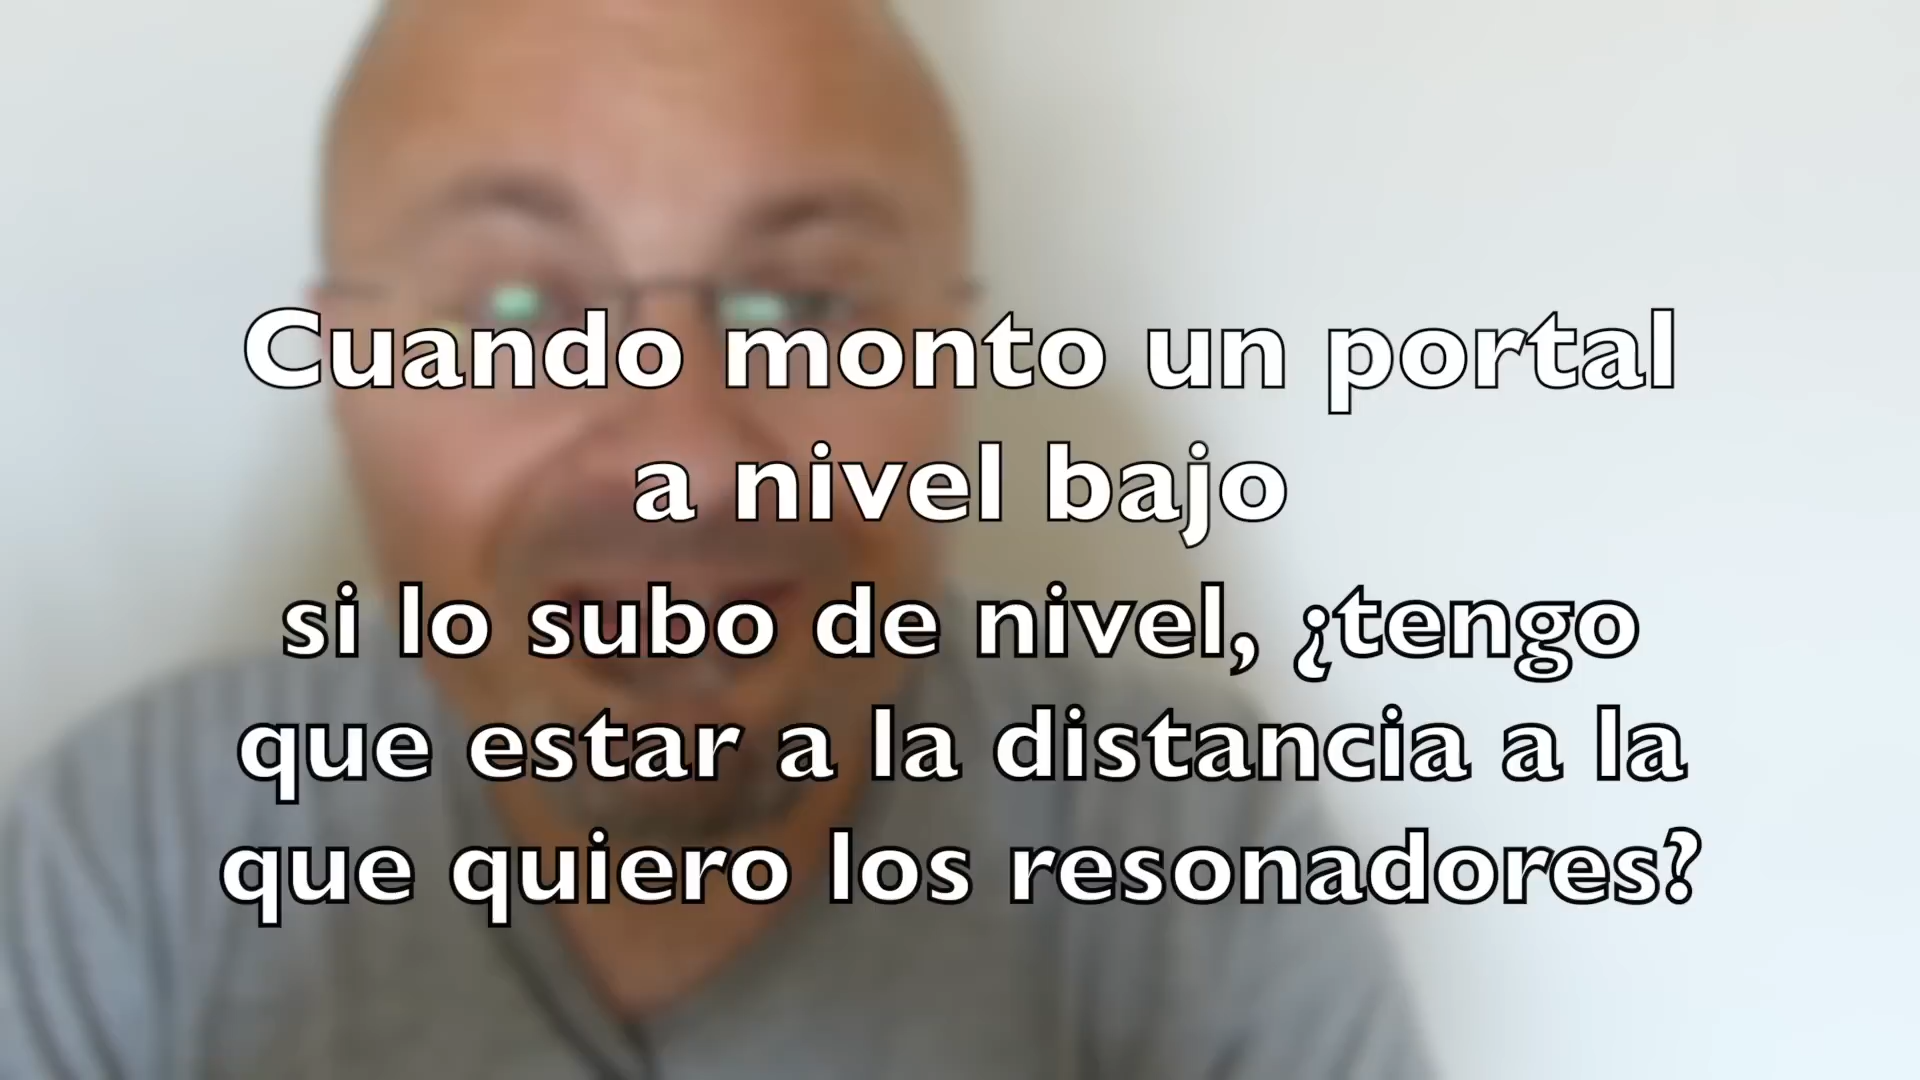 Cuando monto un portal
a nivel bajo
si lo subo de nivel, ¿tengo
que estar a la distancia a la
que quiero los resonadores?